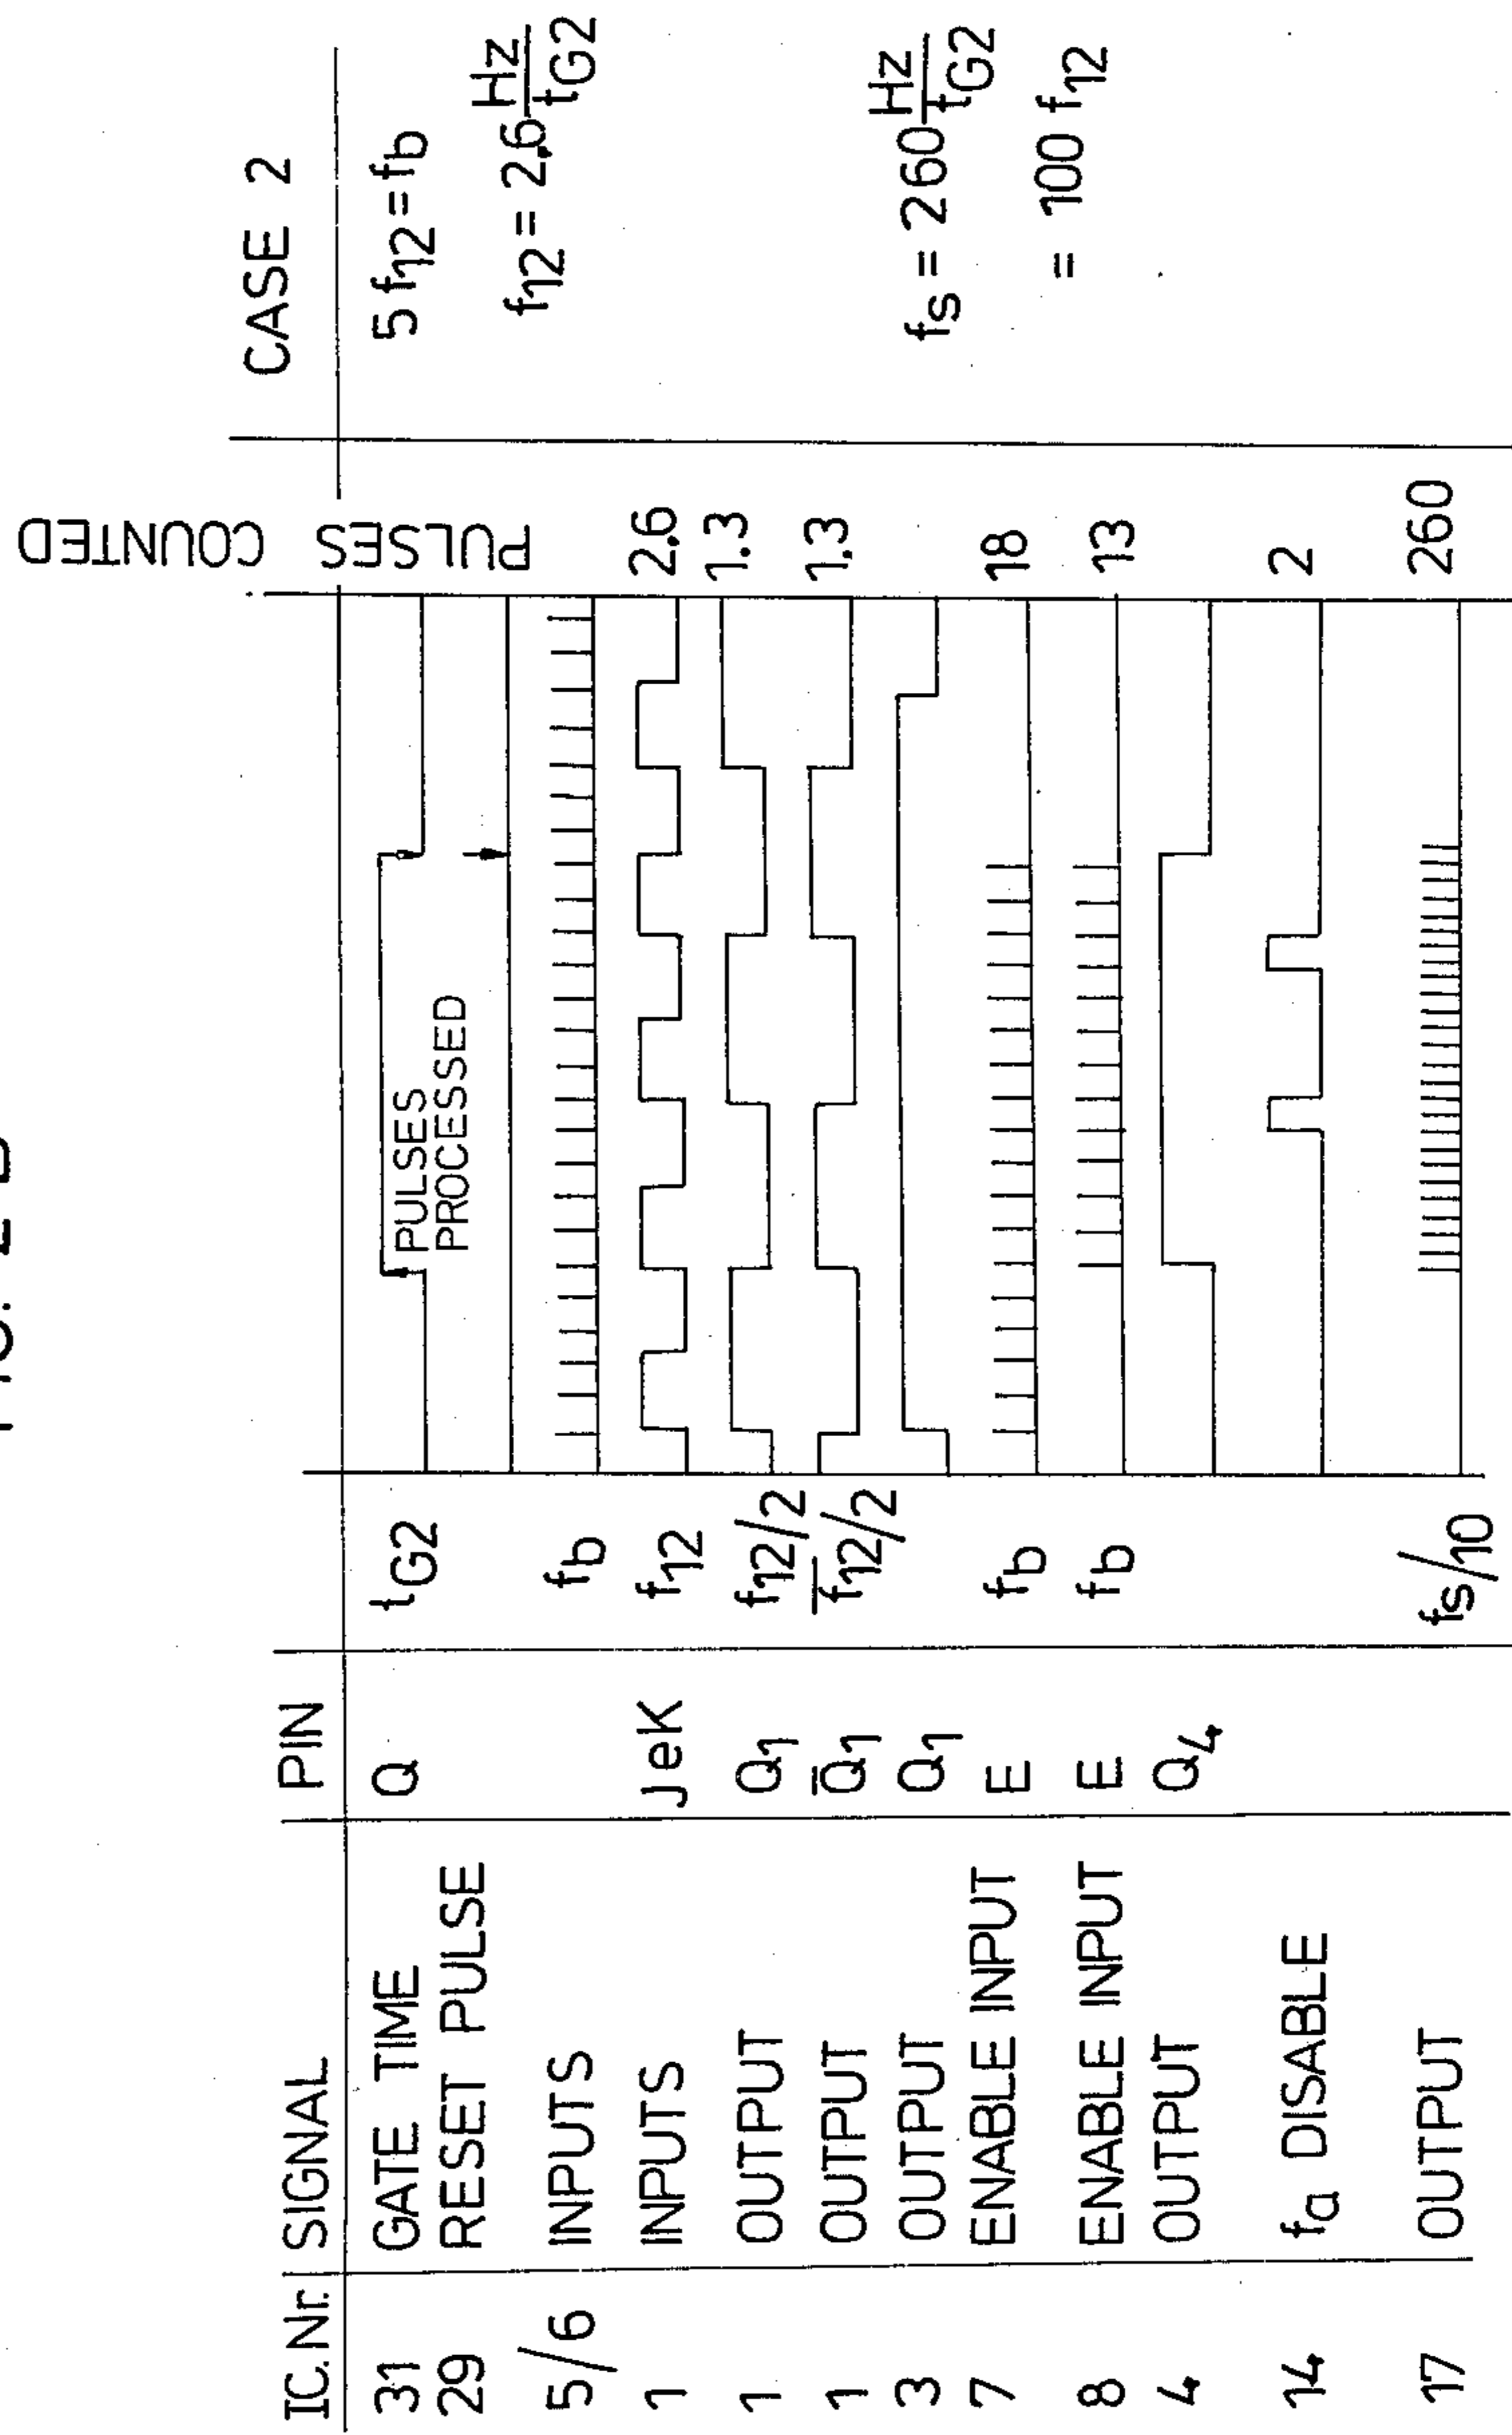 CASE 2
IC.Nr. SIGNAL PIN PULSES COUNTED
31 GATE TIME Q tG2 5 f12 = fb
PULSES PROCESSED
29 RESET PULSE f12 = 2,6 Hz/tG2
5/6 INPUTS fb
1 INPUTS JeK f12 2,6
1 OUTPUT Q1 f12/2 1.3
1 OUTPUT Q̅1 f̅1̅2̅/2 1,3
3 OUTPUT Q1 fs = 260 Hz/tG2
7 ENABLE INPUT E fb 18
= 100 f12
8 ENABLE INPUT E fb 13
4 OUTPUT Q4
14 fa DISABLE 2
17 OUTPUT fs/10 260